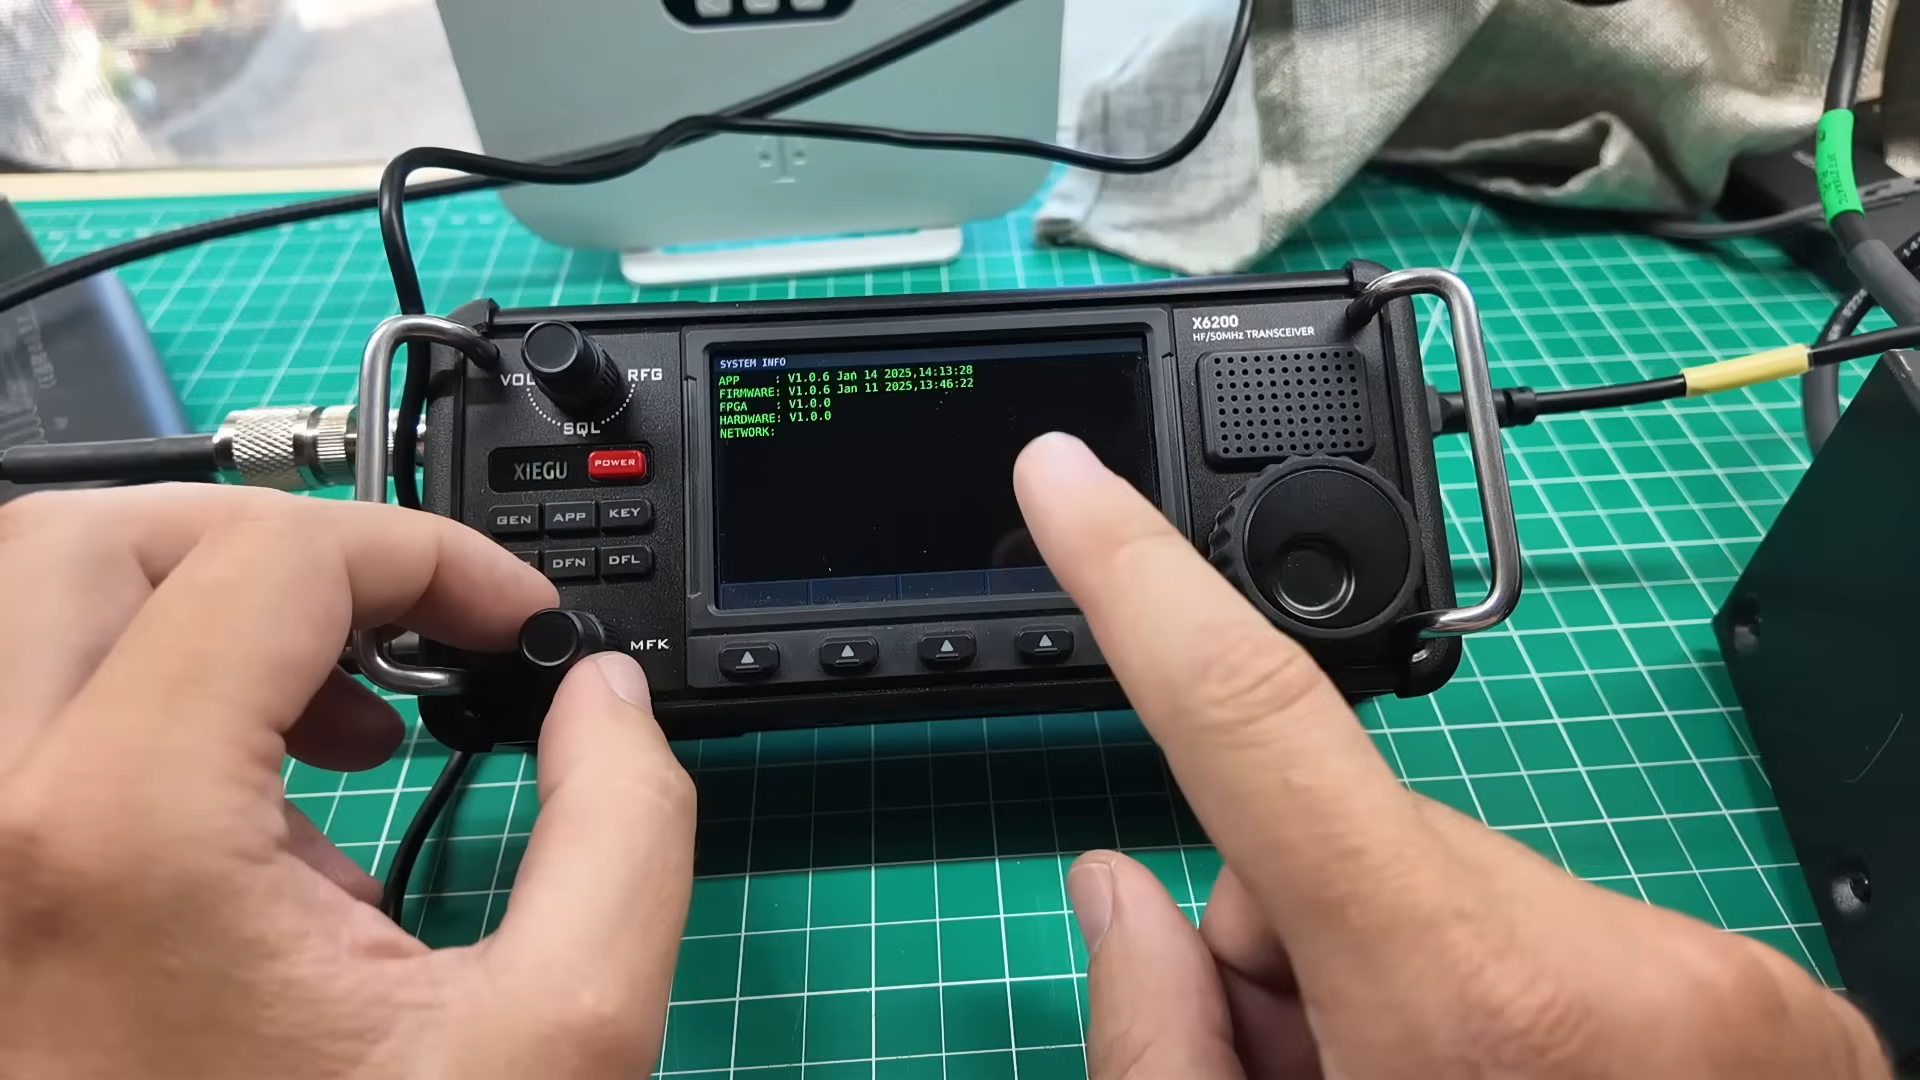 X6200
HF/50MHz TRANSCEIVER
SYSTEM INFO
APP     : V1.0.6 Jan 14 2025,14:13:28
FIRMWARE: V1.0.6 Jan 11 2025,13:46:22
FPGA    : V1.0.0
HARDWARE: V1.0.0
NETWORK:
VOL
RFG
SQL
XIEGU
POWER
GEN
APP
KEY
DFN
DFL
MFK